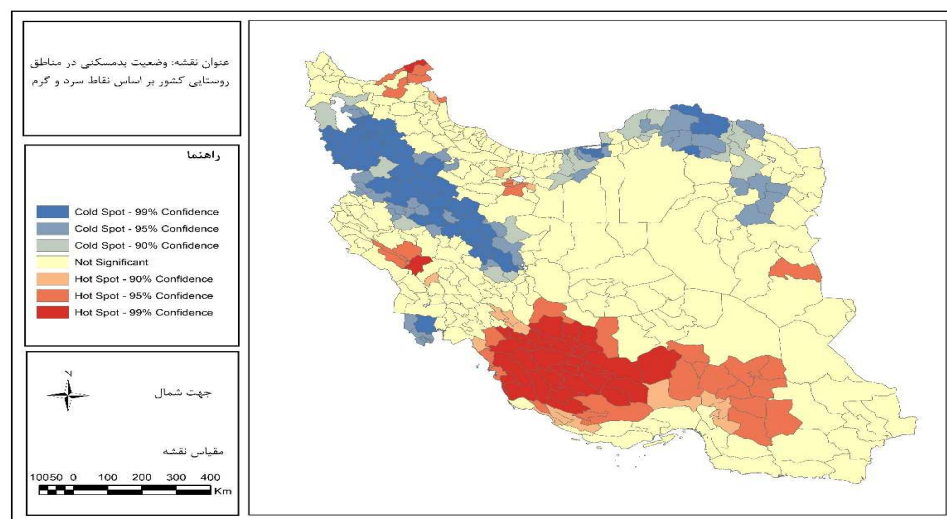 عنوان نقشه: وضعیت بدمسکنی در مناطق
روستایی کشور بر اساس نقاط سرد و گرم
راهنما
Cold Spot - 99% Confidence
Cold Spot - 95% Confidence
Cold Spot - 90% Confidence
Not Significant
Hot Spot - 90% Confidence
Hot Spot - 95% Confidence
Hot Spot - 99% Confidence
N
جهت شمال
مقیاس نقشه
10050 0 100 200 300 400
Km